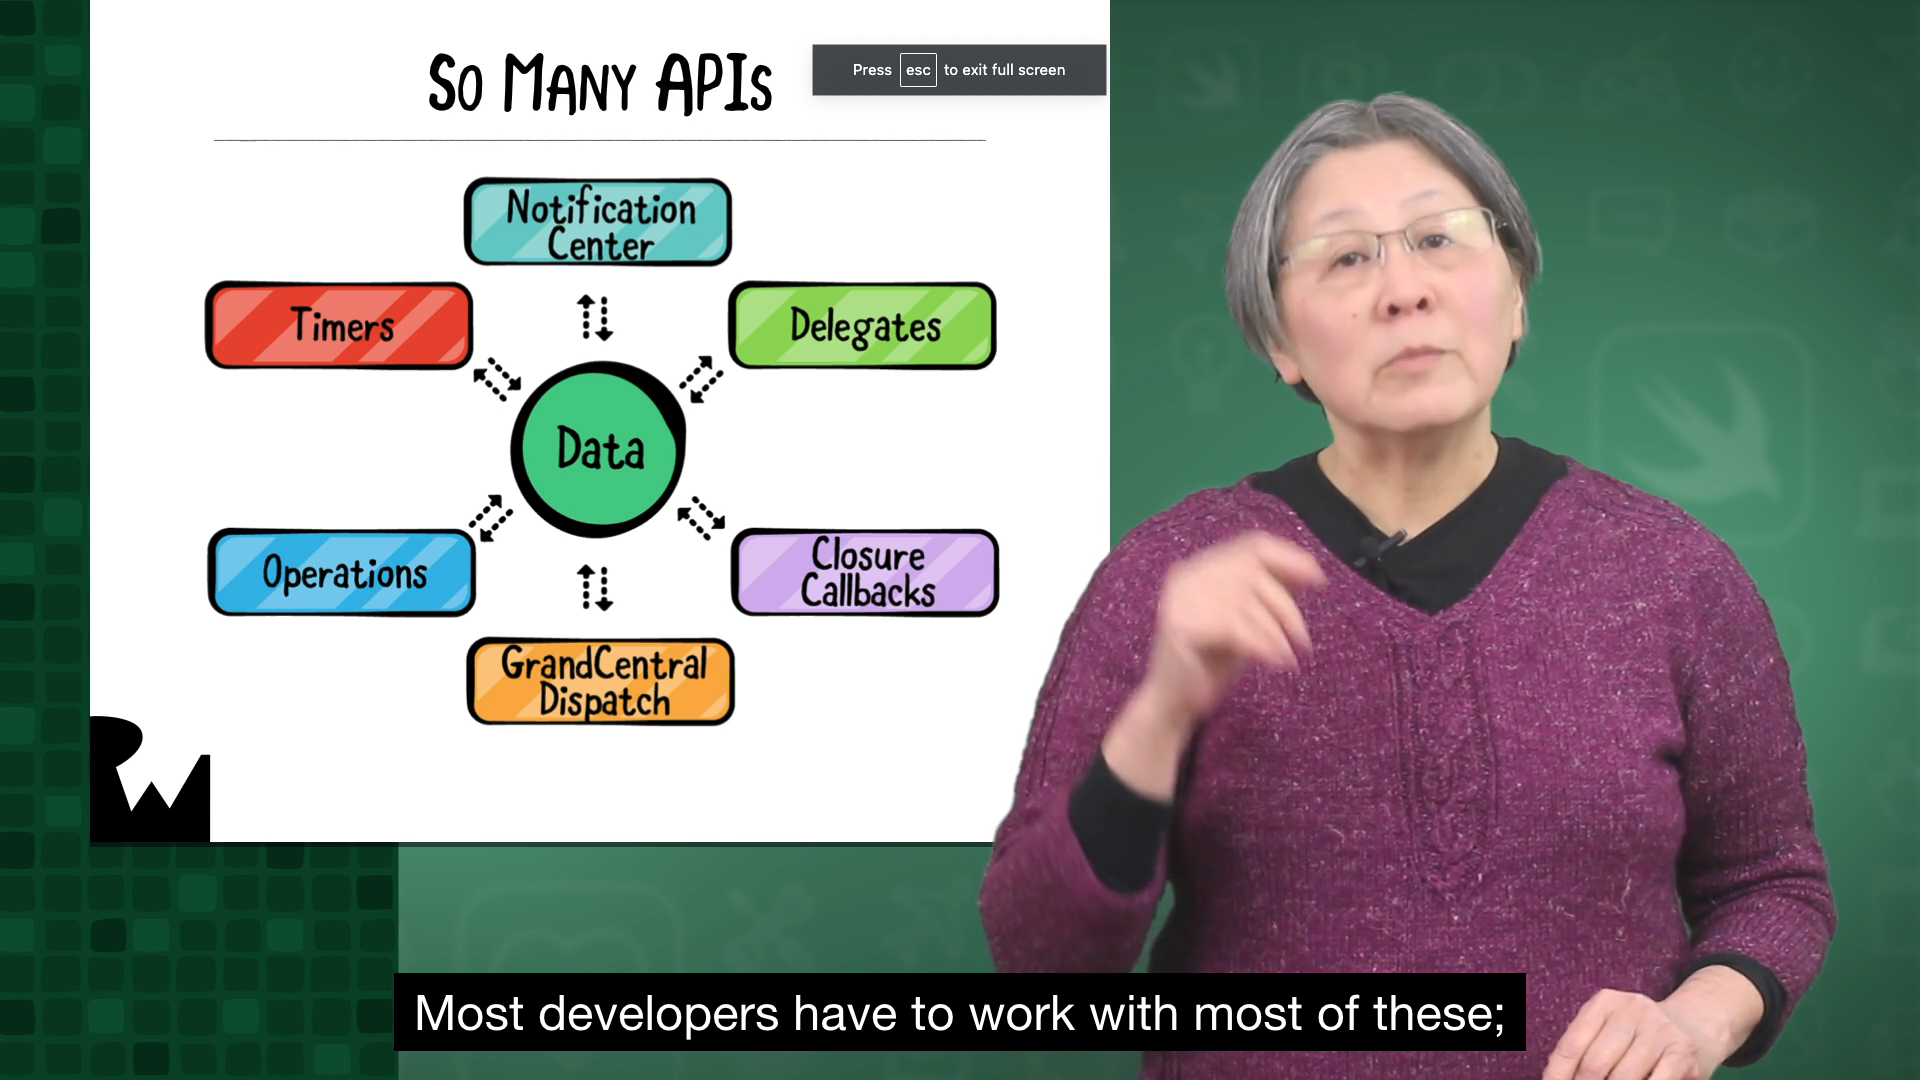 So Many APIs
Press esc to exit full screen
Notification
Center
Timers
Delegates
Data
Operations
Closure
Callbacks
GrandCentral
Dispatch
RW
Most developers have to work with most of these;